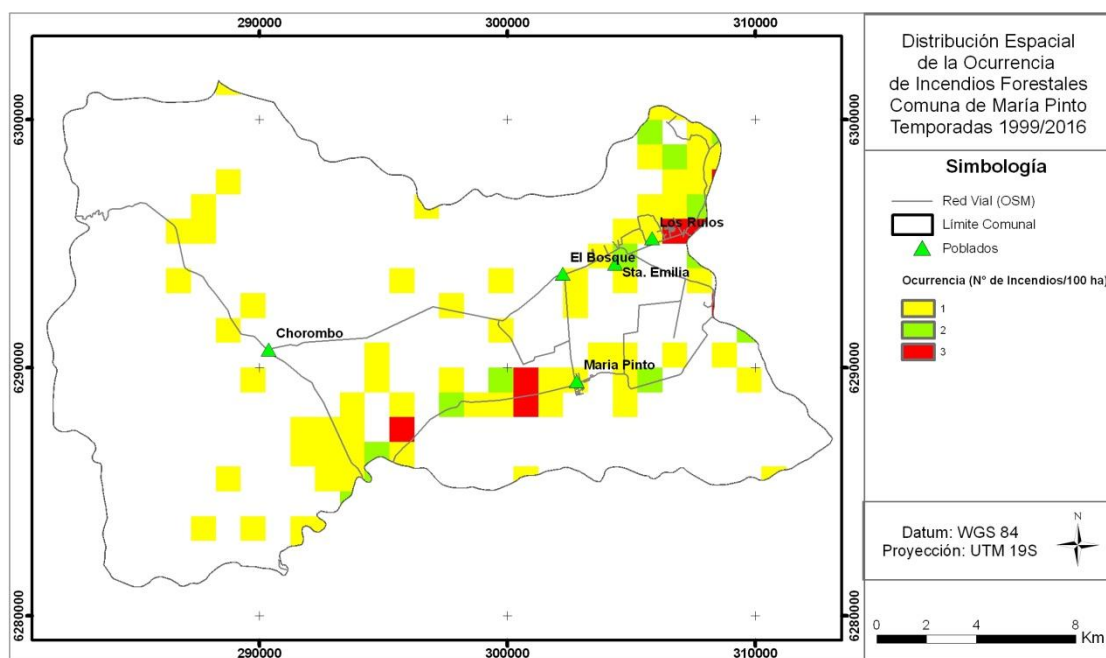 290000 300000 310000
Distribución Espacial
de la Ocurrencia
de Incendios Forestales
Comuna de María Pinto
Temporadas 1999/2016
Simbología
Red Vial (OSM)
Límite Comunal
Poblados
Ocurrencia (N° de Incendios/100 ha)
1
2
3
6300000 6300000
Los Rulos
El Bosque
Sta. Emilia
Chorombo
6290000 6290000
Maria Pinto
6280000 6280000
290000 300000 310000
Datum: WGS 84
Proyección: UTM 19S
N
0 2 4 8
Km